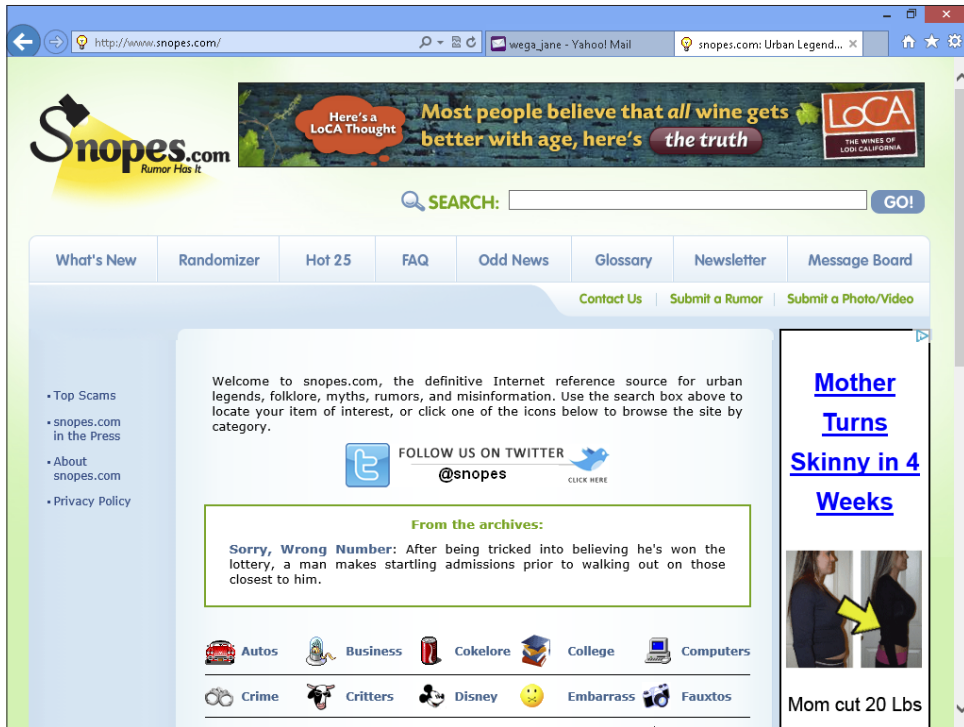 http://www.snopes.com/
wega_jane - Yahoo! Mail
snopes.com: Urban Legend...
Snopes.com
Rumor Has It
Here's a
LoCA Thought
Most people believe that all wine gets
better with age, here's the truth
LoCA
THE WINES OF
LODI CALIFORNIA
SEARCH:
GO!
What's New
Randomizer
Hot 25
FAQ
Odd News
Glossary
Newsletter
Message Board
Contact Us
Submit a Rumor
Submit a Photo/Video
Top Scams
snopes.com
in the Press
About
snopes.com
Privacy Policy
Welcome to snopes.com, the definitive Internet reference source for urban
legends, folklore, myths, rumors, and misinformation. Use the search box above to
locate your item of interest, or click one of the icons below to browse the site by
category.
FOLLOW US ON TWITTER
@snopes
CLICK HERE
From the archives:
Sorry, Wrong Number: After being tricked into believing he's won the
lottery, a man makes startling admissions prior to walking out on those
closest to him.
Autos
Business
Cokelore
College
Computers
Crime
Critters
Disney
Embarrass
Fauxtos
Mother
Turns
Skinny in 4
Weeks
Mom cut 20 Lbs